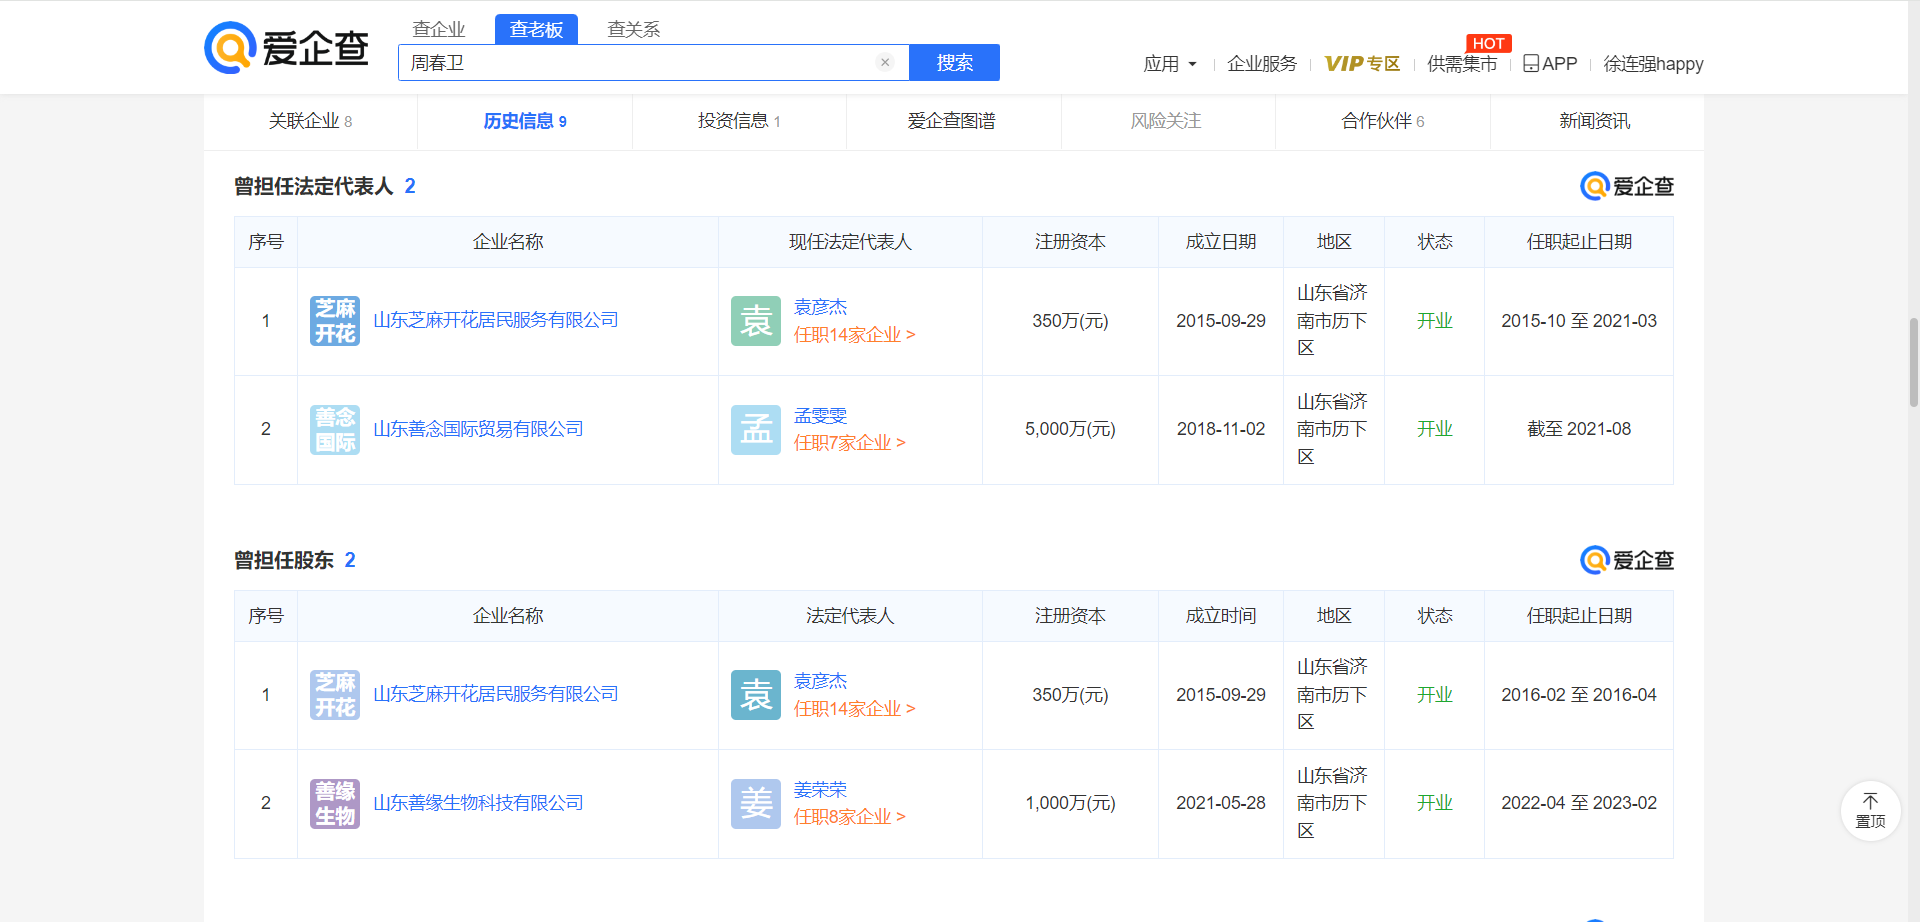 爱企查
查企业 查老板 查关系
周春卫 × 搜索
应用 企业服务 VIP专区 供需集市 HOT APP 徐连强happy
关联企业 8 历史信息 9 投资信息 1 爱企查图谱 风险关注 合作伙伴 6 新闻资讯
曾担任法定代表人 2 爱企查
序号 企业名称 现任法定代表人 注册资本 成立日期 地区 状态 任职起止日期
1 芝麻开花 山东芝麻开花居民服务有限公司 袁 袁彦杰 任职14家企业 > 350万(元) 2015-09-29 山东省济南市历下区 开业 2015-10 至 2021-03
2 善念国际 山东善念国际贸易有限公司 孟 孟雯雯 任职7家企业 > 5,000万(元) 2018-11-02 山东省济南市历下区 开业 截至 2021-08
曾担任股东 2 爱企查
序号 企业名称 法定代表人 注册资本 成立时间 地区 状态 任职起止日期
1 芝麻开花 山东芝麻开花居民服务有限公司 袁 袁彦杰 任职14家企业 > 350万(元) 2015-09-29 山东省济南市历下区 开业 2016-02 至 2016-04
2 善缘生物 山东善缘生物科技有限公司 姜 姜荣荣 任职8家企业 > 1,000万(元) 2021-05-28 山东省济南市历下区 开业 2022-04 至 2023-02
置顶